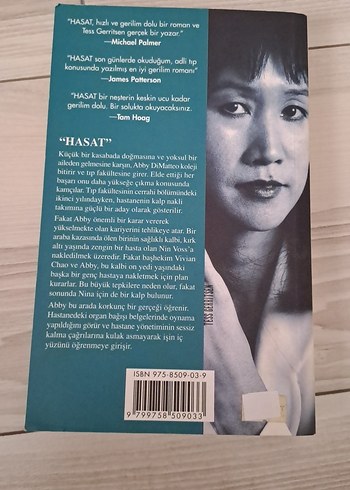 "HASAT, hızlı ve gerilim dolu bir roman ve
Tess Gerritsen gerçek bir yazar."
—Michael Palmer
"HASAT son günlerde okuduğum, adli tıp
konusunda yazılmış en iyi gerilim romanı"
—James Patterson
"HASAT bir neşterin keskin ucu kadar
gerilim dolu. Bir solukta okuyacaksınız.
—Tam Hoag
"HASAT"
Küçük bir kasabada doğmasına ve yoksul bir
aileden gelmesine karşın, Abby DiMatteo koleji
bitirir ve tıp fakültesine girer. Elde ettiği her
başarı onu daha yükseğe çıkma konusunda
kamçılar. Tıp fakültesinin cerrahi bölümündeki
ikinci yılındayken, hastanenin kalp nakli
takımına güçlü bir aday olarak gösterilir.
Fakat Abby önemli bir karar vererek
yükselmekte olan kariyerini tehlikeye atar. Bir
araba kazasında ölen birinin sağlıklı kalbi, kırk
altı yaşında zengin bir hasta olan Nin Voss'a
nakledilmek üzeredir. Fakat başhekim Vivian
Chao ve Abby, bu kalbi on yedi yaşındaki
başka bir genç hastaya nakletmek için plan
kurarlar. Bu büyük tepkilere neden olur, fakat
sonunda Nina için de bir kalp bulunur.
Abby bu arada korkunç bir gerçeği öğrenir.
Hastanedeki organ bağışı belgelerinde oynama
yapıldığını görür ve hastane yönetiminin sessiz
kalma çağrılarına kulak asmayarak işin iç
yüzünü öğrenmeye girişir.
TESS GERRITSEN
ISBN 975-8509-03-9
9 799758 509033